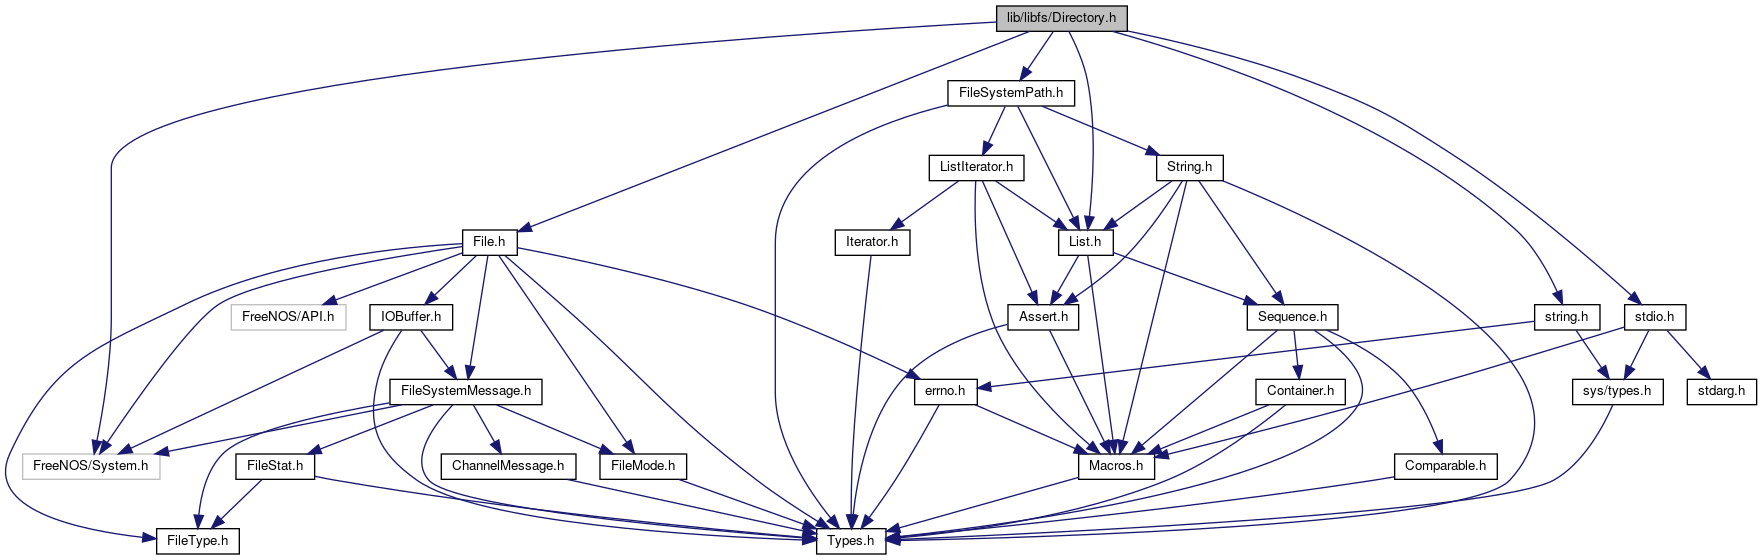 lib/libfs/Directory.h
FileSystemPath.h
ListIterator.h
String.h
File.h
Iterator.h
List.h
FreeNOS/API.h
IOBuffer.h
Assert.h
Sequence.h
string.h
stdio.h
FileSystemMessage.h
errno.h
Container.h
sys/types.h
stdarg.h
FreeNOS/System.h
FileStat.h
ChannelMessage.h
FileMode.h
Macros.h
Comparable.h
FileType.h
Types.h